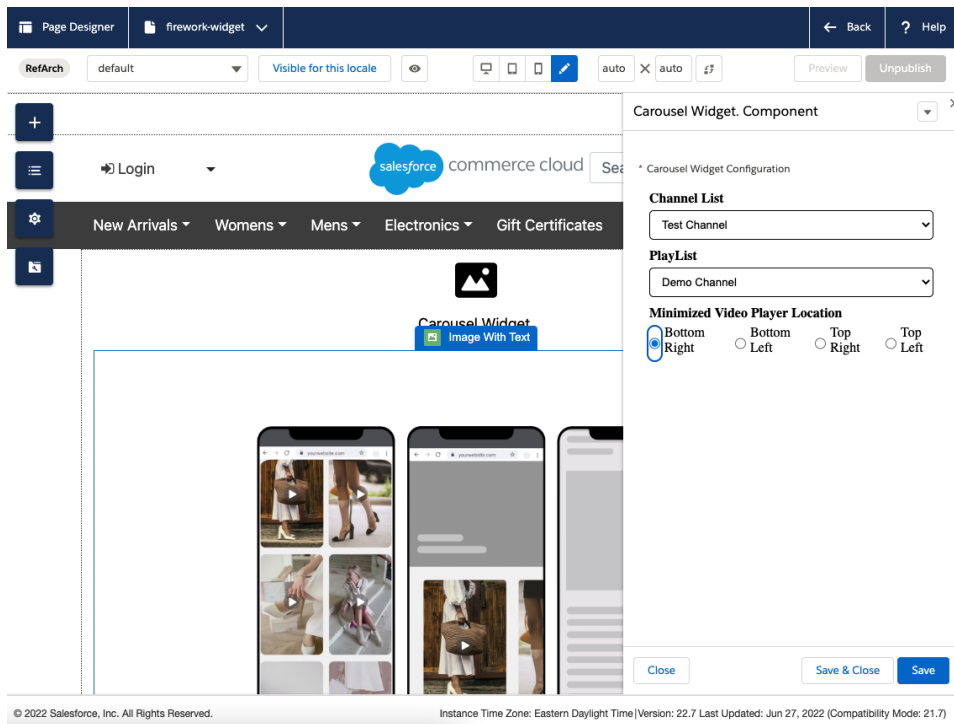 Page Designer
firework-widget
Back
? Help
RefArch
default
Visible for this locale
auto
auto
Preview
Unpublish
Carousel Widget. Component
Login
salesforce
commerce cloud
Sea
* Carousel Widget Configuration
Channel List
Test Channel
New Arrivals
Womens
Mens
Electronics
Gift Certificates
PlayList
Demo Channel
Minimized Video Player Location
Bottom Right
Bottom Left
Top Right
Top Left
Carousel Widget
Image With Text
yourwebsite.com
yourwebsite.com
Close
Save & Close
Save
© 2022 Salesforce, Inc. All Rights Reserved.
Instance Time Zone: Eastern Daylight Time|Version: 22.7 Last Updated: Jun 27, 2022 (Compatibility Mode: 21.7)